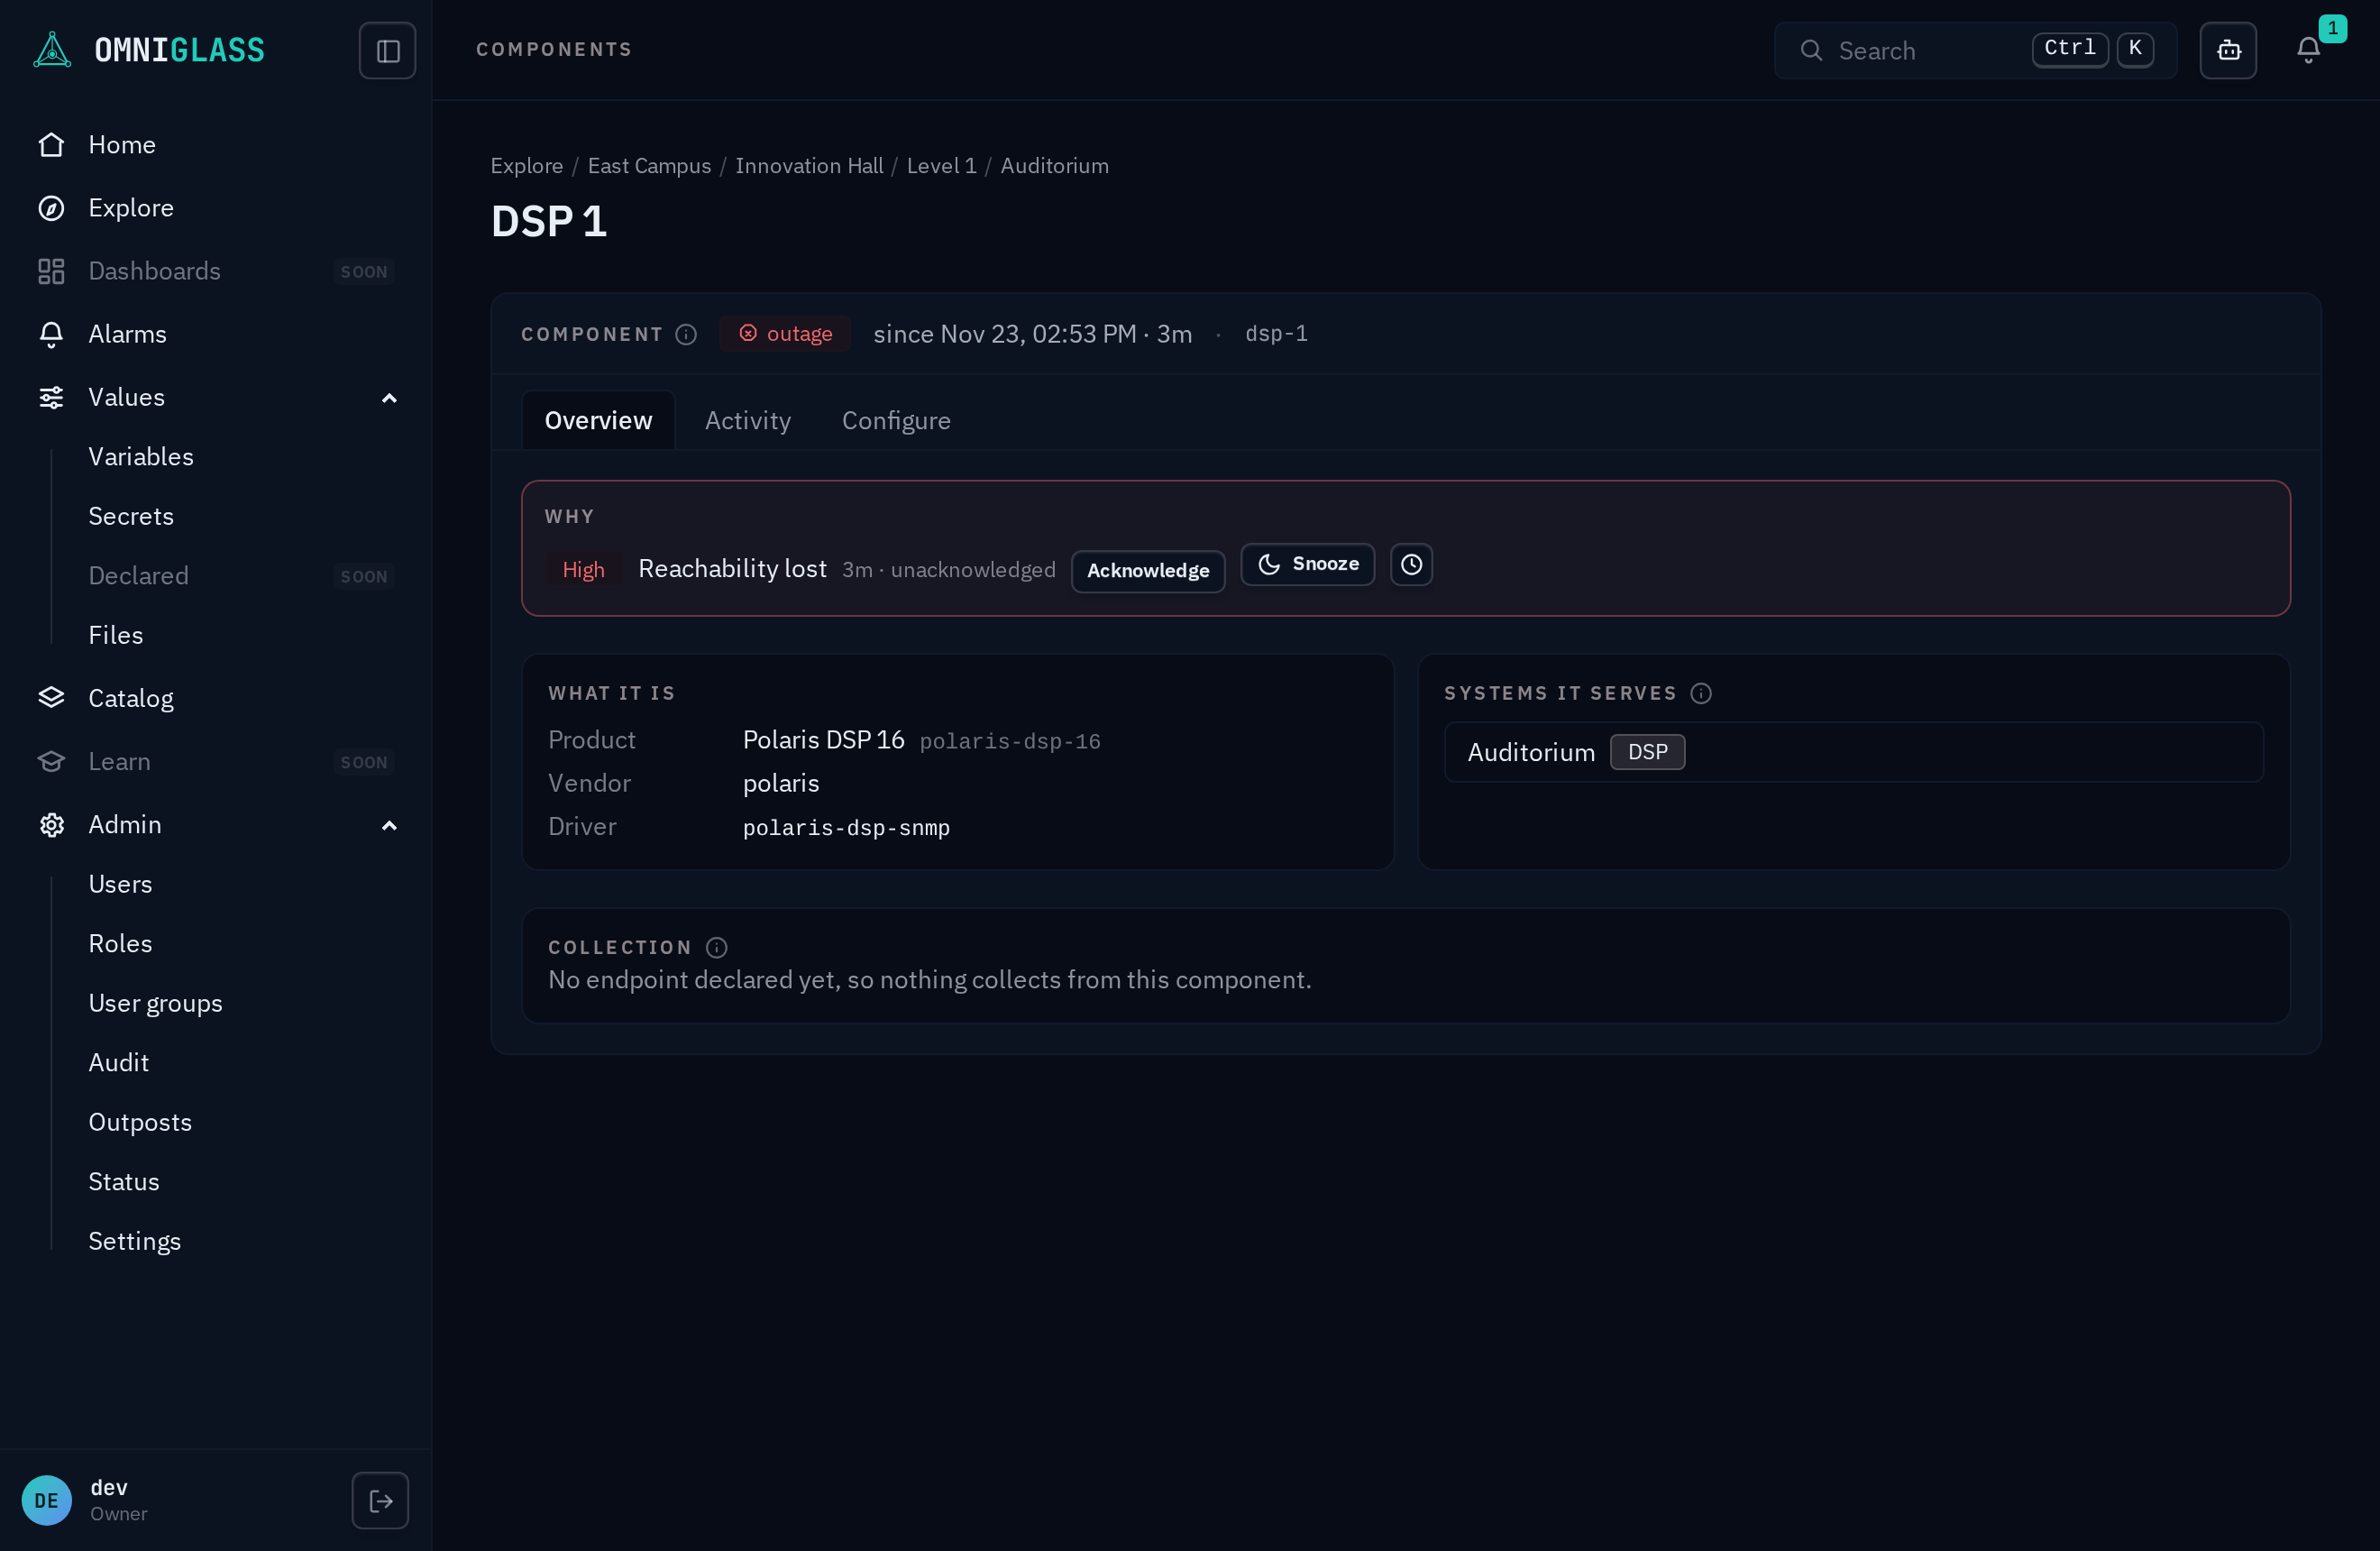 OMNIGLASS
Home
Explore
Dashboards SOON
Alarms
Values
Variables
Secrets
Declared SOON
Files
Catalog
Learn SOON
Admin
Users
Roles
User groups
Audit
Outposts
Status
Settings
DE
dev
Owner
COMPONENTS
Search Ctrl K
1
Explore / East Campus / Innovation Hall / Level 1 / Auditorium
DSP 1
COMPONENT outage since Nov 23, 02:53 PM · 3m · dsp-1
Overview Activity Configure
WHY
High Reachability lost 3m · unacknowledged Acknowledge Snooze
WHAT IT IS
Product Polaris DSP 16 polaris-dsp-16
Vendor polaris
Driver polaris-dsp-snmp
SYSTEMS IT SERVES
Auditorium DSP
COLLECTION
No endpoint declared yet, so nothing collects from this component.